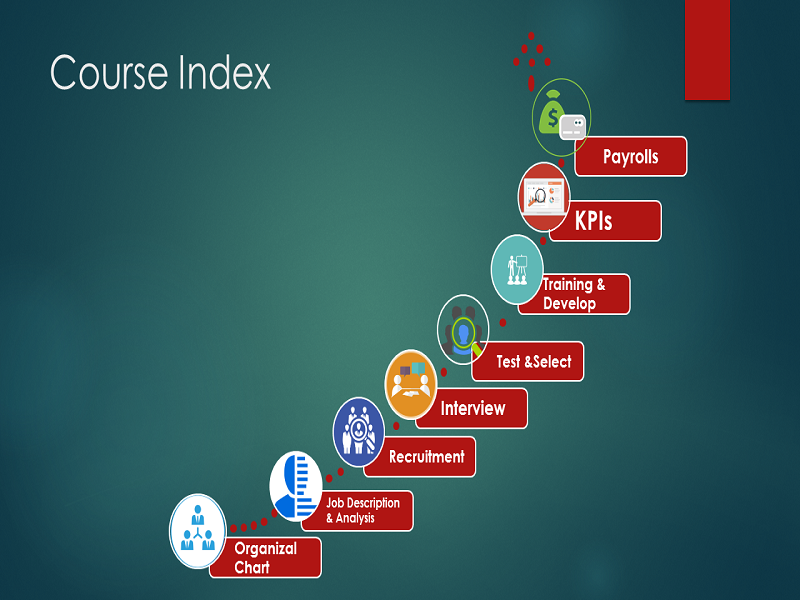 Course Index
$
Payrolls
KPIs
Training &
Develop
Test &Select
Interview
Recruitment
Job Description
& Analysis
Organizal
Chart